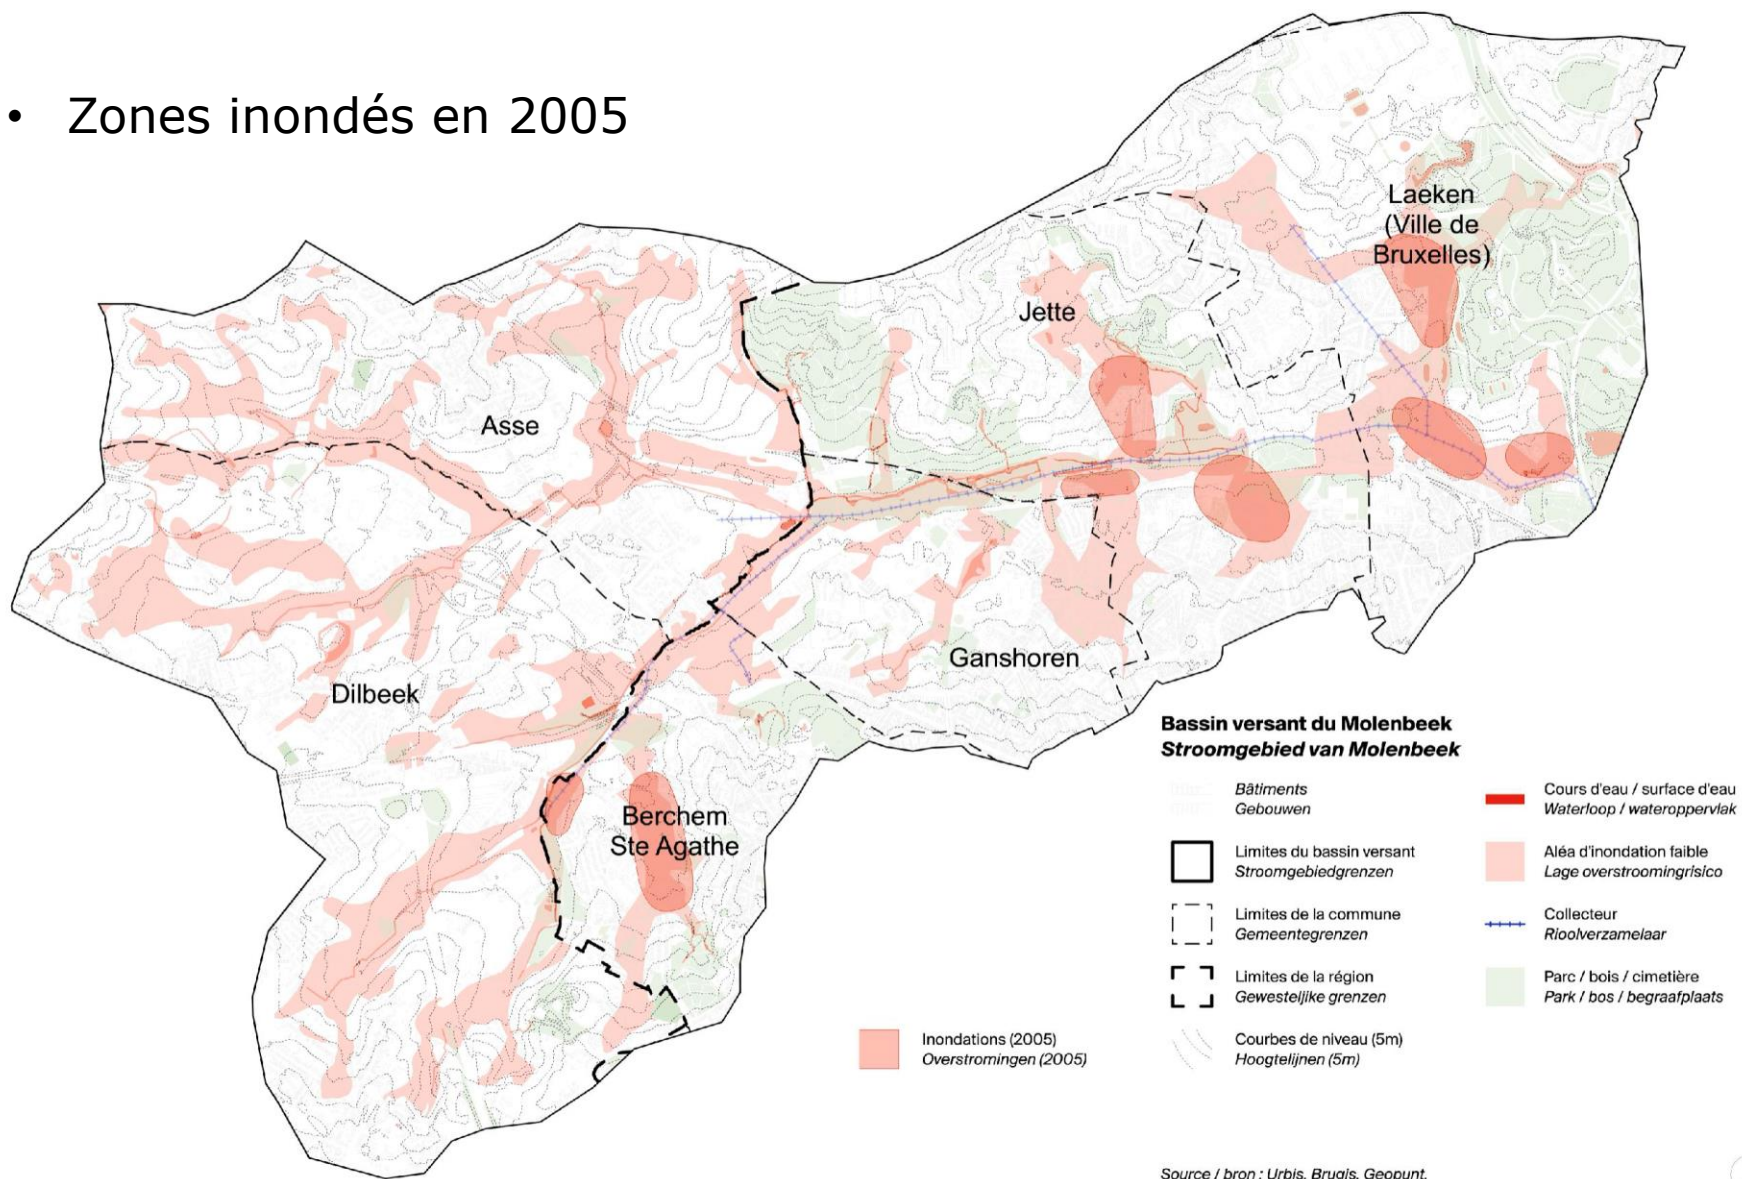 • Zones inondés en 2005
Laeken
(Ville de
Bruxelles)
Jette
Asse
Ganshoren
Dilbeek
Berchem
Ste Agathe
Bassin versant du Molenbeek
Stroomgebied van Molenbeek
Bâtiments
Gebouwen
Limites du bassin versant
Stroomgebiedgrenzen
Limites de la commune
Gemeentegrenzen
Limites de la région
Gewestelijke grenzen
Courbes de niveau (5m)
Hoogtelijnen (5m)
Cours d'eau / surface d'eau
Waterloop / wateroppervlak
Aléa d'inondation faible
Lage overstroomingrisico
Collecteur
Rioolverzamelaar
Parc / bois / cimetière
Park / bos / begraafplaats
Inondations (2005)
Overstromingen (2005)
Source / bron : Urbis, Brugis, Geopunt.